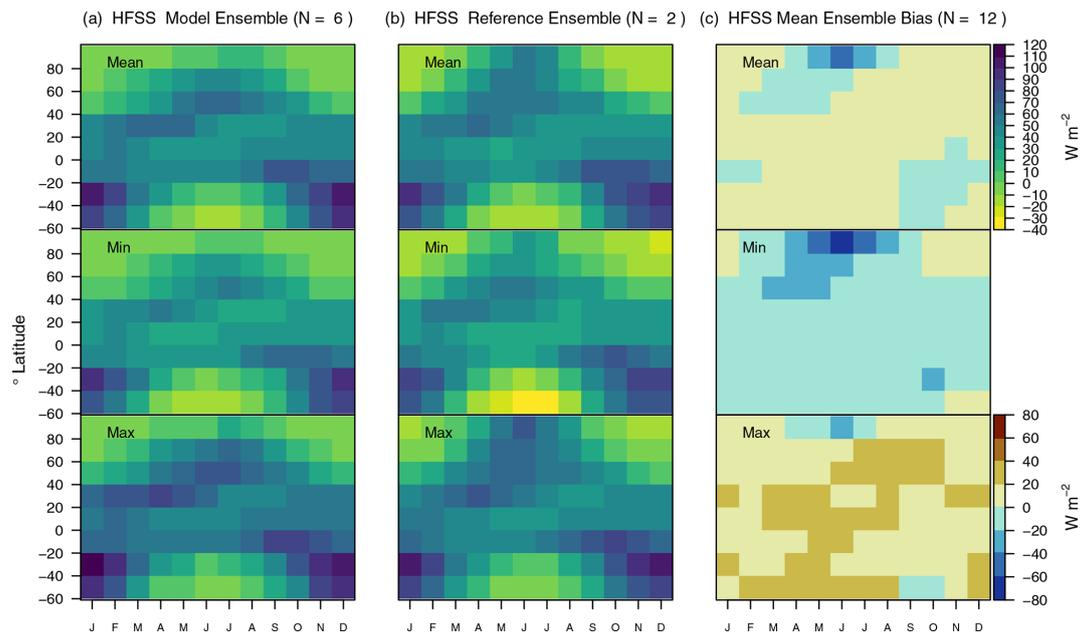 (a) HFSS Model Ensemble (N = 6 )
(b) HFSS Reference Ensemble (N = 2 )
(c) HFSS Mean Ensemble Bias (N = 12 )
Mean
Mean
Mean
80
60
40
20
0
−20
−40
−60
120
110
100
90
80
70
60
50
40
30
20
10
0
−10
−20
−30
−40
W m−2
Min
Min
Min
80
60
40
20
0
−20
−40
−60
° Latitude
Max
Max
Max
80
60
40
20
0
−20
−40
−60
80
60
40
20
0
−20
−40
−60
−80
W m−2
J F M A M J J A S O N D
J F M A M J J A S O N D
J F M A M J J A S O N D